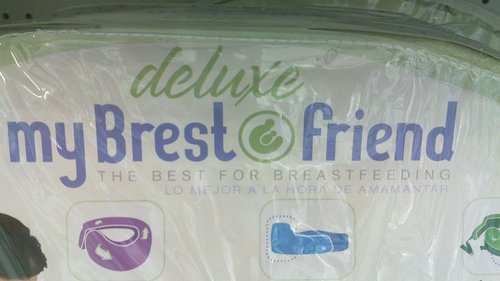 deluxe
my Brest friend
THE BEST FOR BREASTFEEDING
LO MEJOR A LA HORA DE AMAMANTAR